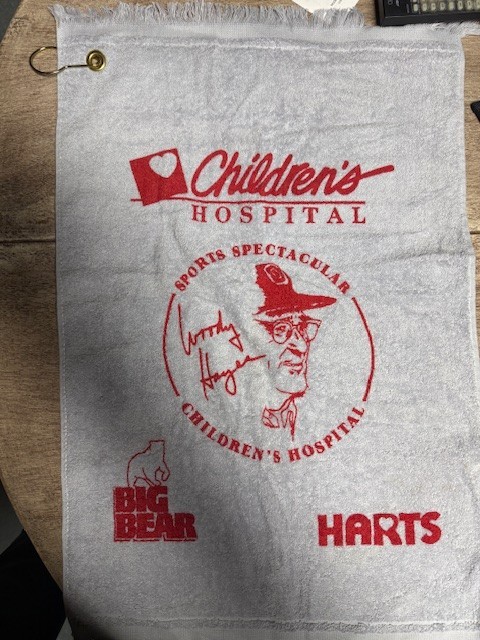 Children's
HOSPITAL
SPORTS SPECTACULAR
Woody
Hayes
CHILDREN'S HOSPITAL
BIG
BEAR
HARTS